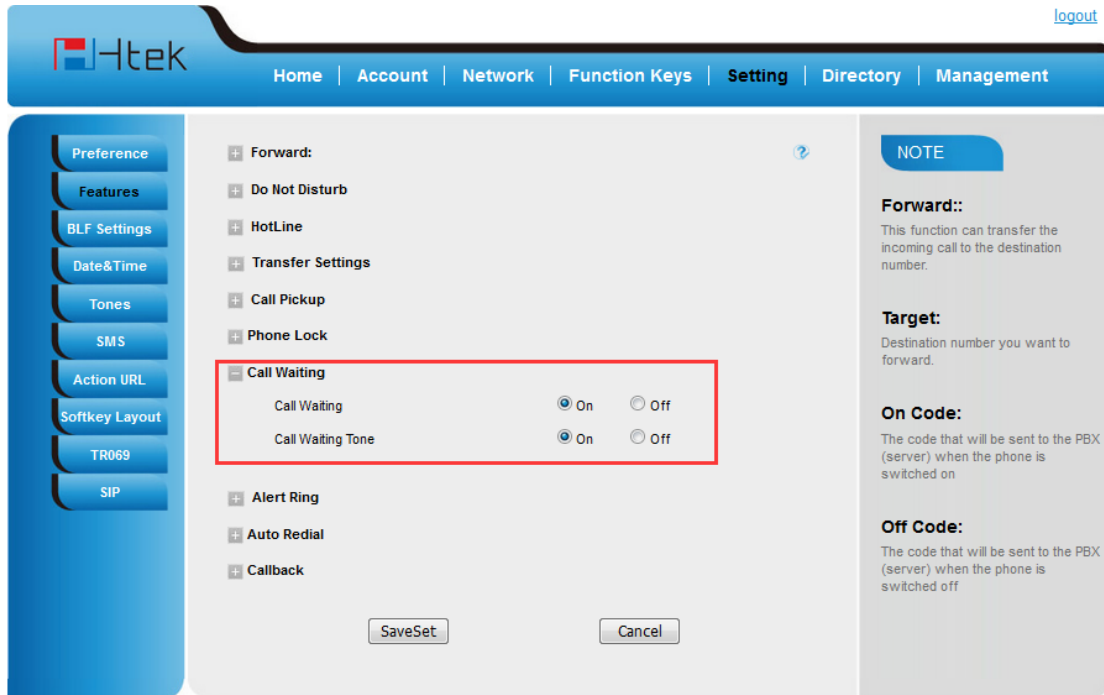 logout
Htek
Home | Account | Network | Function Keys | Setting | Directory | Management
Preference
Features
BLF Settings
Date&Time
Tones
SMS
Action URL
Softkey Layout
TR069
SIP
Forward:
Do Not Disturb
HotLine
Transfer Settings
Call Pickup
Phone Lock
Call Waiting
Call Waiting On Off
Call Waiting Tone On Off
Alert Ring
Auto Redial
Callback
SaveSet Cancel
NOTE
Forward::
This function can transfer the
incoming call to the destination
number.
Target:
Destination number you want to
forward.
On Code:
The code that will be sent to the PBX
(server) when the phone is
switched on
Off Code:
The code that will be sent to the PBX
(server) when the phone is
switched off